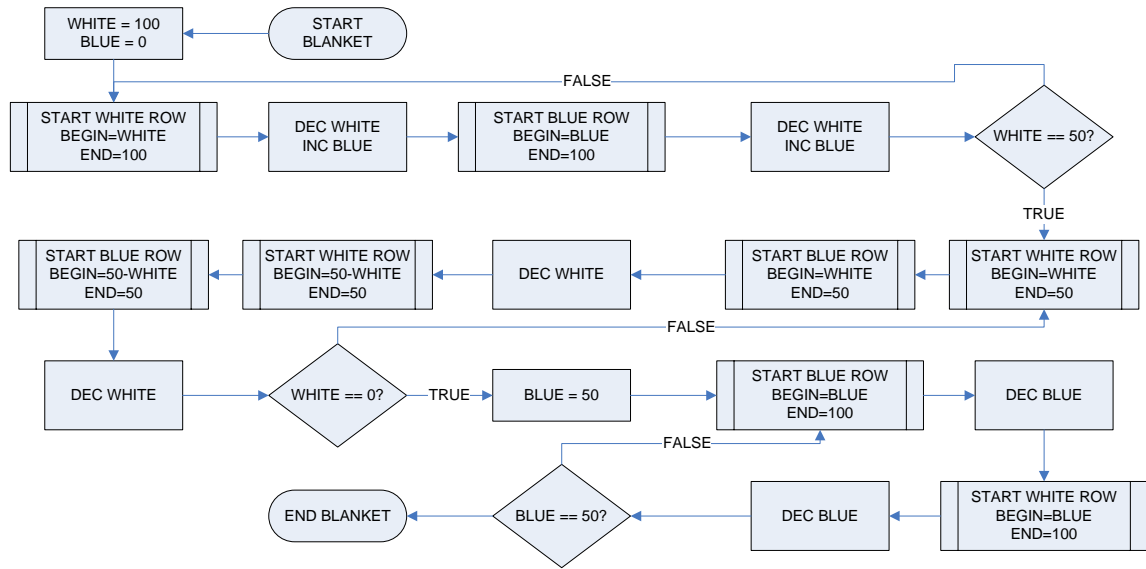 START
BLANKET
WHITE = 100
BLUE = 0
FALSE
START WHITE ROW
BEGIN=WHITE
END=100
DEC WHITE
INC BLUE
START BLUE ROW
BEGIN=BLUE
END=100
DEC WHITE
INC BLUE
WHITE == 50?
TRUE
START WHITE ROW
BEGIN=WHITE
END=50
START BLUE ROW
BEGIN=WHITE
END=50
DEC WHITE
START WHITE ROW
BEGIN=50-WHITE
END=50
START BLUE ROW
BEGIN=50-WHITE
END=50
DEC WHITE
WHITE == 0?
FALSE
TRUE
BLUE = 50
START BLUE ROW
BEGIN=BLUE
END=100
DEC BLUE
START WHITE ROW
BEGIN=BLUE
END=100
DEC BLUE
BLUE == 50?
FALSE
END BLANKET